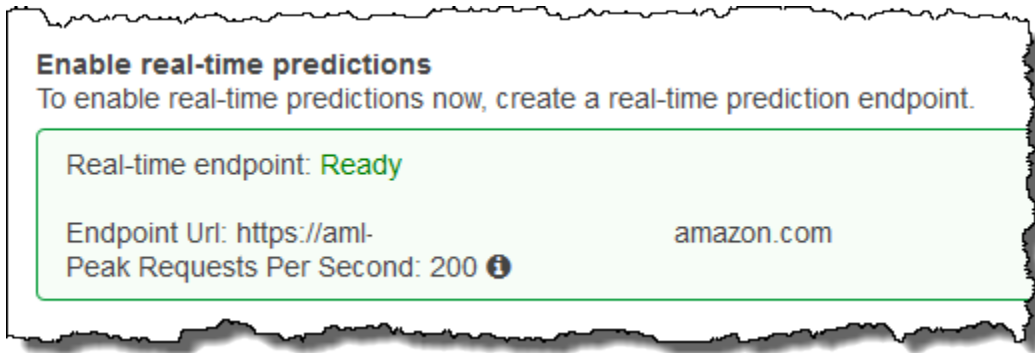 Enable real-time predictions
To enable real-time predictions now, create a real-time prediction endpoint.
Real-time endpoint: Ready
Endpoint Url: https://aml- amazon.com
Peak Requests Per Second: 200